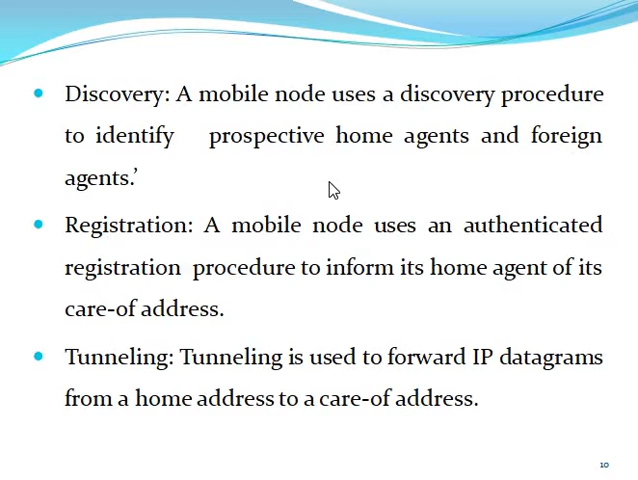 • Discovery: A mobile node uses a discovery procedure
to identify prospective home agents and foreign
agents.’
• Registration: A mobile node uses an authenticated
registration procedure to inform its home agent of its
care-of address.
• Tunneling: Tunneling is used to forward IP datagrams
from a home address to a care-of address.
10